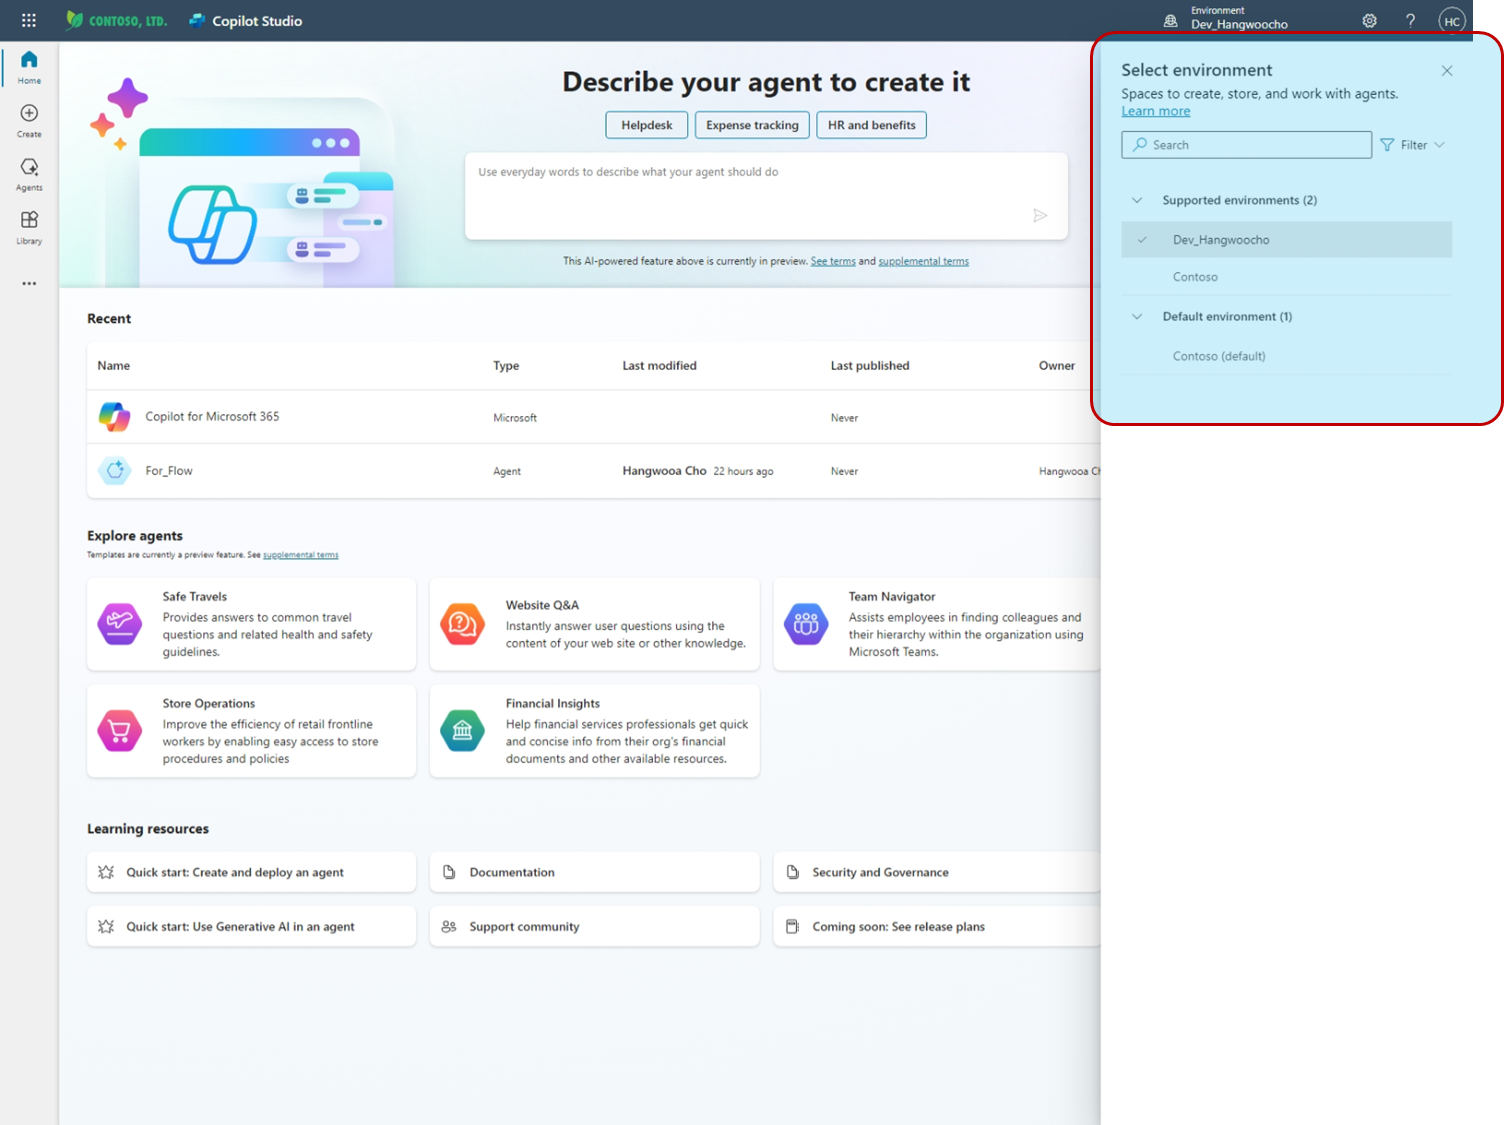 CONTOSO, LTD.
Copilot Studio
Environment
Dev_Hangwoocho
HC
Home
Create
Agents
Library
Describe your agent to create it
Helpdesk
Expense tracking
HR and benefits
Use everyday words to describe what your agent should do
This AI-powered feature above is currently in preview. See terms and supplemental terms
Recent
Name Type Last modified Last published Owner
Copilot for Microsoft 365 Microsoft Never
For_Flow Agent Hangwooa Cho 22 hours ago Never Hangwooa Ch
Explore agents
Templates are currently a preview feature. See supplemental terms
Safe Travels
Provides answers to common travel
questions and related health and safety
guidelines.
Website Q&A
Instantly answer user questions using the
content of your web site or other knowledge.
Team Navigator
Assists employees in finding colleagues and
their hierarchy within the organization using
Microsoft Teams.
Store Operations
Improve the efficiency of retail frontline
workers by enabling easy access to store
procedures and policies
Financial Insights
Help financial services professionals get quick
and concise info from their org's financial
documents and other available resources.
Learning resources
Quick start: Create and deploy an agent
Documentation
Security and Governance
Quick start: Use Generative AI in an agent
Support community
Coming soon: See release plans
Select environment
Spaces to create, store, and work with agents.
Learn more
Search
Filter
Supported environments (2)
Dev_Hangwoocho
Contoso
Default environment (1)
Contoso (default)